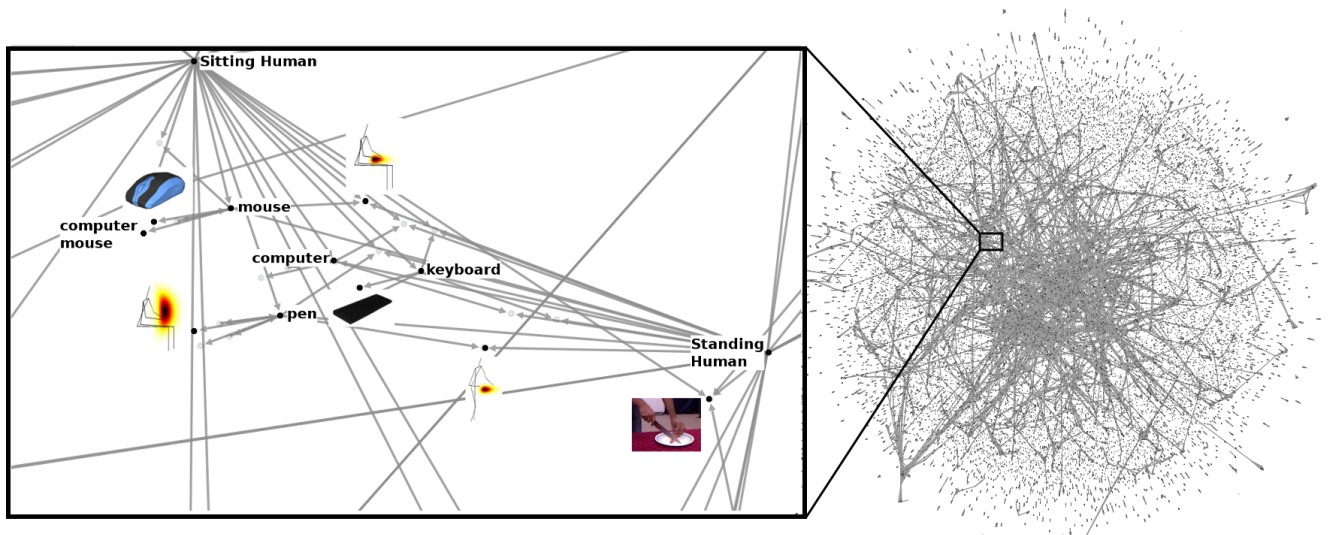 Sitting Human
mouse
computer
mouse
computer
keyboard
pen
Standing
Human